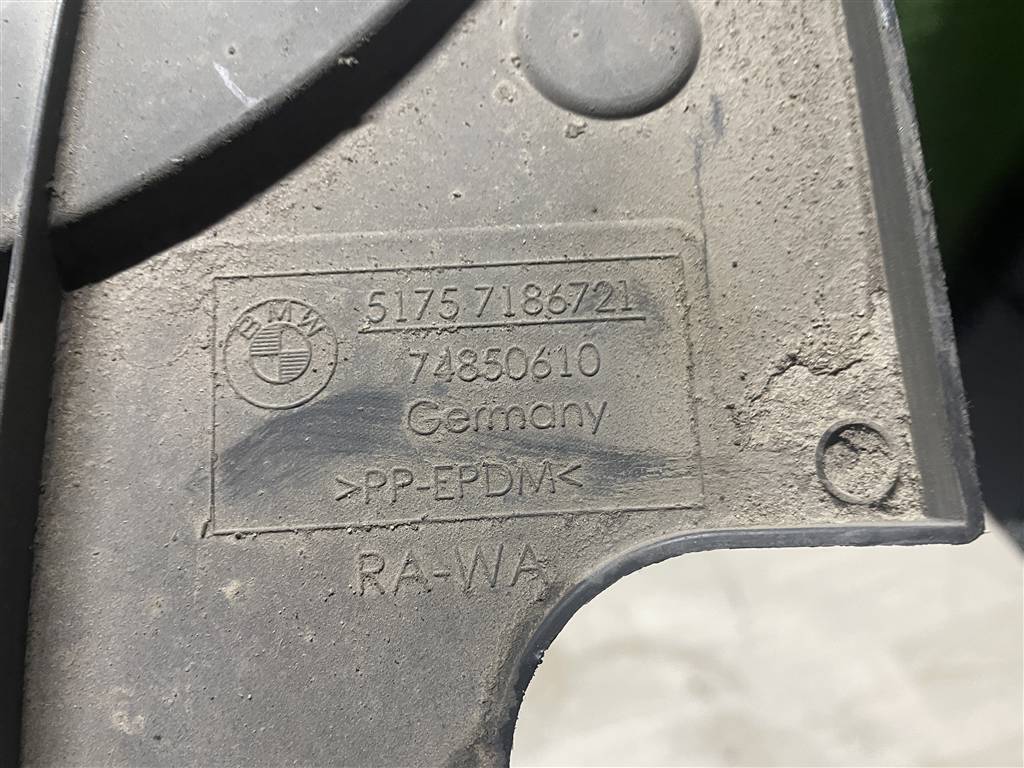 BMW
5175 7186721
74850610
Germany
>PP-EPDM<
RA-WA